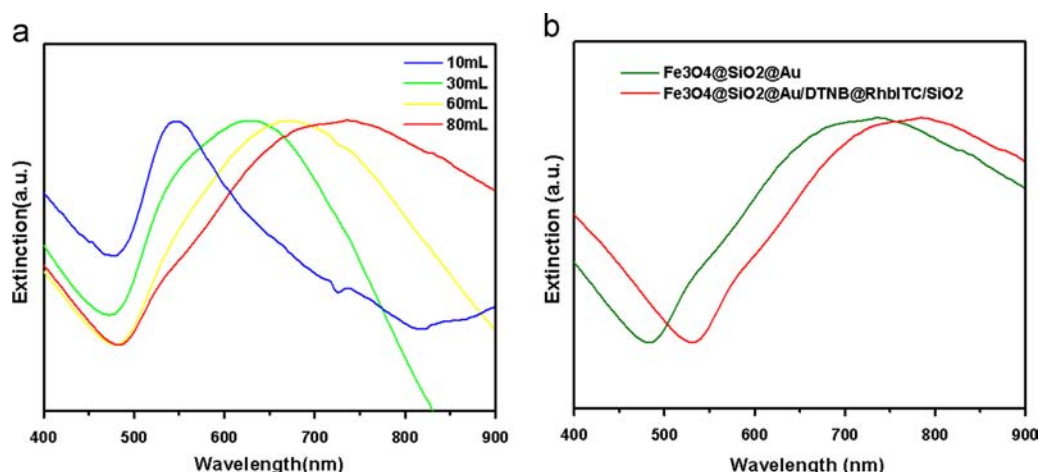 a
10mL
30mL
60mL
80mL
Extinction(a.u.)
400 500 600 700 800 900
Wavelength(nm)
b
Fe3O4@SiO2@Au
Fe3O4@SiO2@Au/DTNB@RhbITC/SiO2
Extinction (a.u.)
400 500 600 700 800 900
Wavelength (nm)